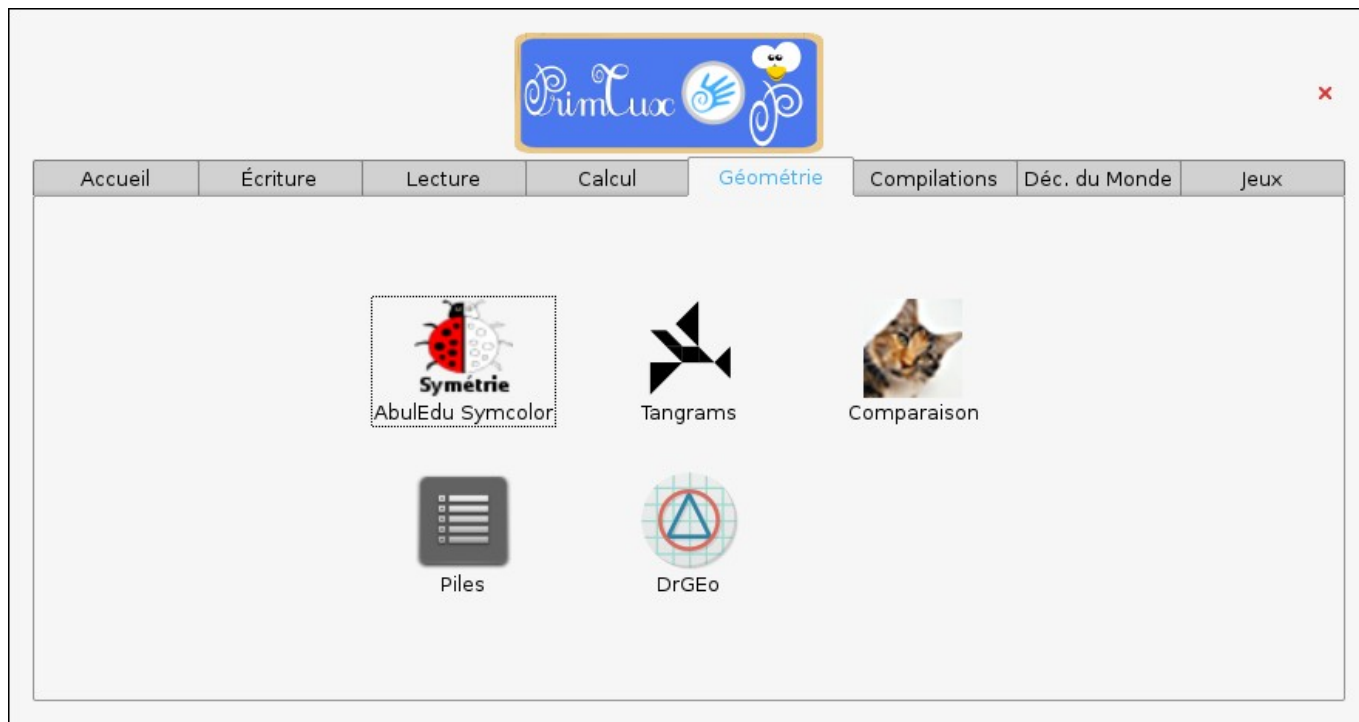 PrimTux
Accueil Écriture Lecture Calcul Géométrie Compilations Déc. du Monde Jeux
Symétrie
AbulEdu Symcolor Tangrams Comparaison
Piles DrGEo